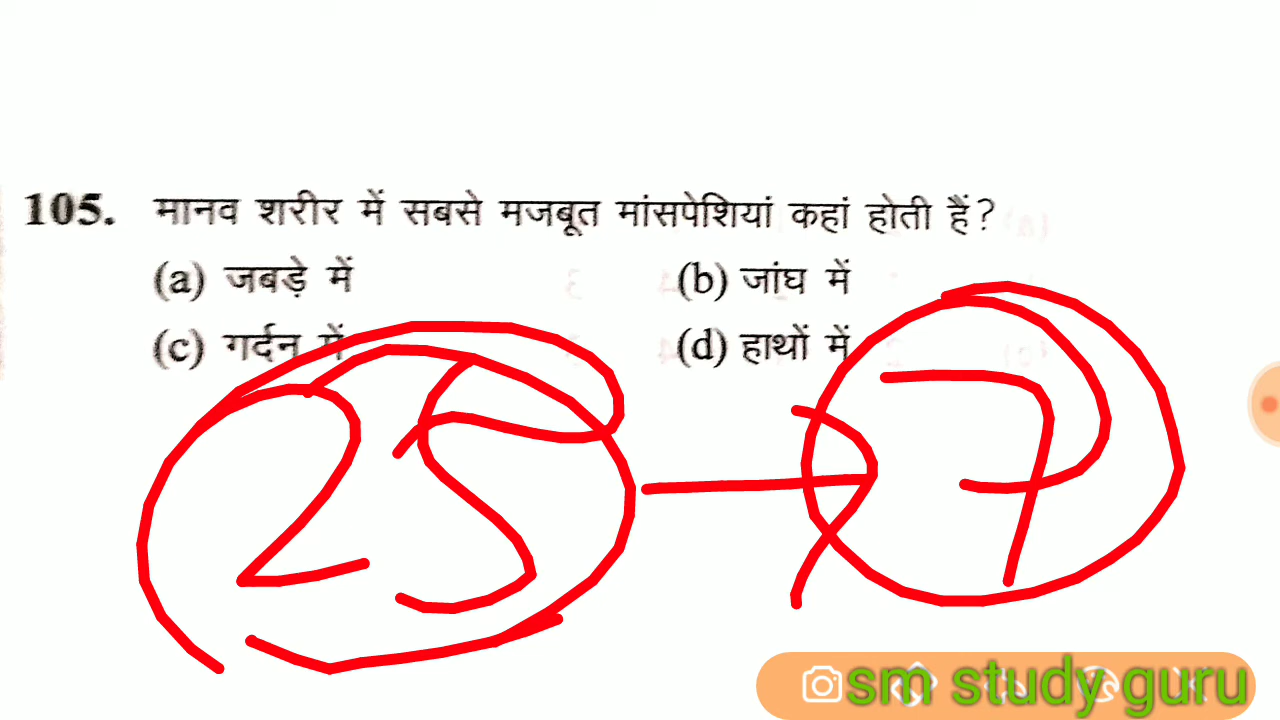 105. मानव शरीर में सबसे मजबूत मांसपेशियां कहां होती हैं?
(a) जबड़े में (b) जांघ में
(c) गर्दन में (d) हाथों में
25 → 7
sm study guru